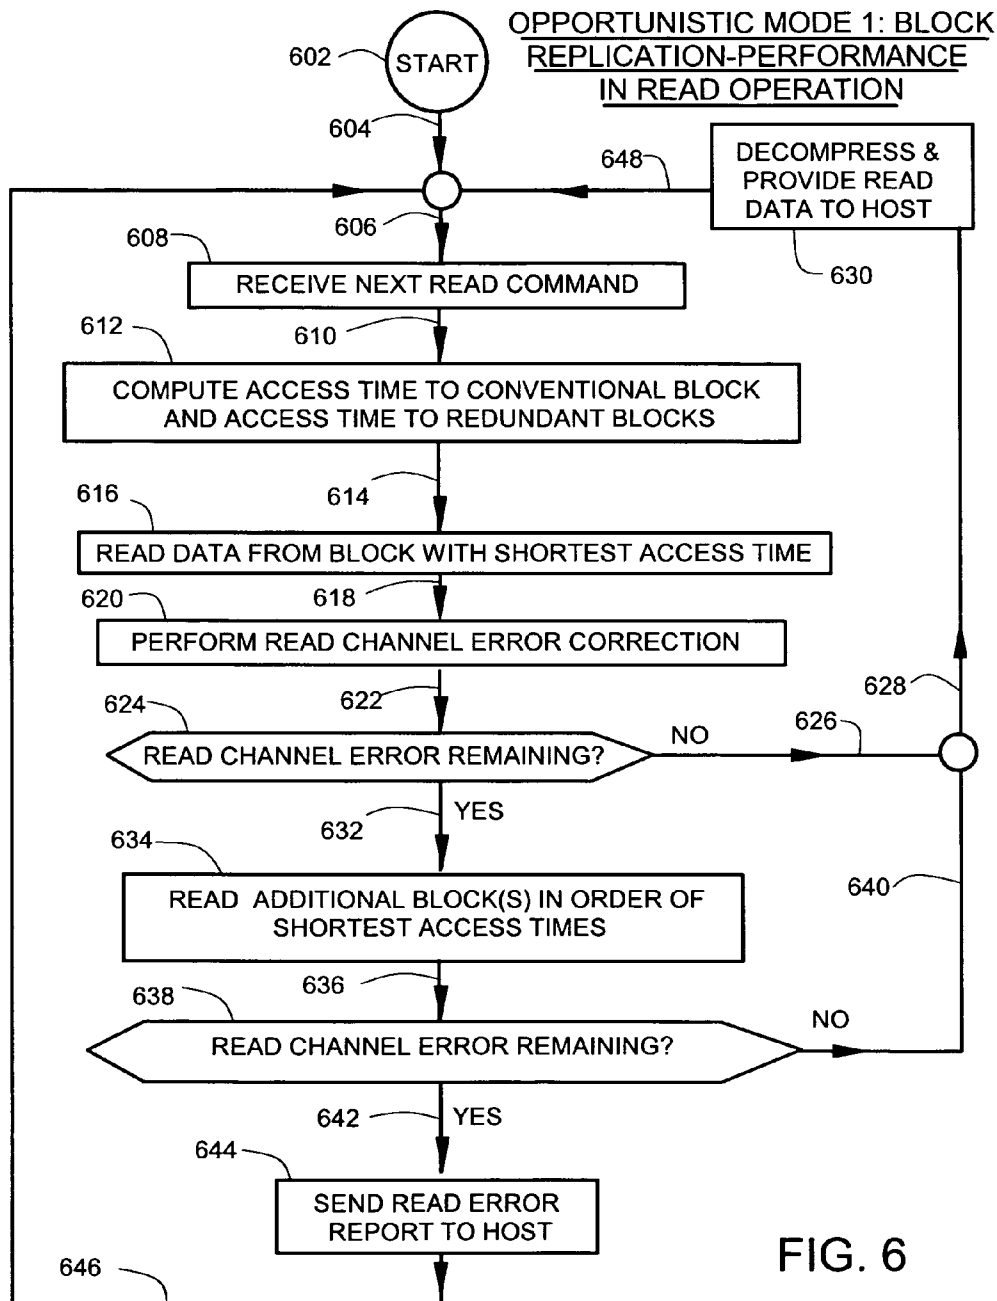 OPPORTUNISTIC MODE 1: BLOCK
REPLICATION-PERFORMANCE
IN READ OPERATION
602
START
604
648
DECOMPRESS &
PROVIDE READ
DATA TO HOST
606
608
630
RECEIVE NEXT READ COMMAND
610
612
COMPUTE ACCESS TIME TO CONVENTIONAL BLOCK
AND ACCESS TIME TO REDUNDANT BLOCKS
614
616
READ DATA FROM BLOCK WITH SHORTEST ACCESS TIME
618
620
PERFORM READ CHANNEL ERROR CORRECTION
622
628
624
626
NO
READ CHANNEL ERROR REMAINING?
YES
632
634
640
READ ADDITIONAL BLOCK(S) IN ORDER OF
SHORTEST ACCESS TIMES
636
638
NO
READ CHANNEL ERROR REMAINING?
642
YES
644
SEND READ ERROR
REPORT TO HOST
FIG. 6
646